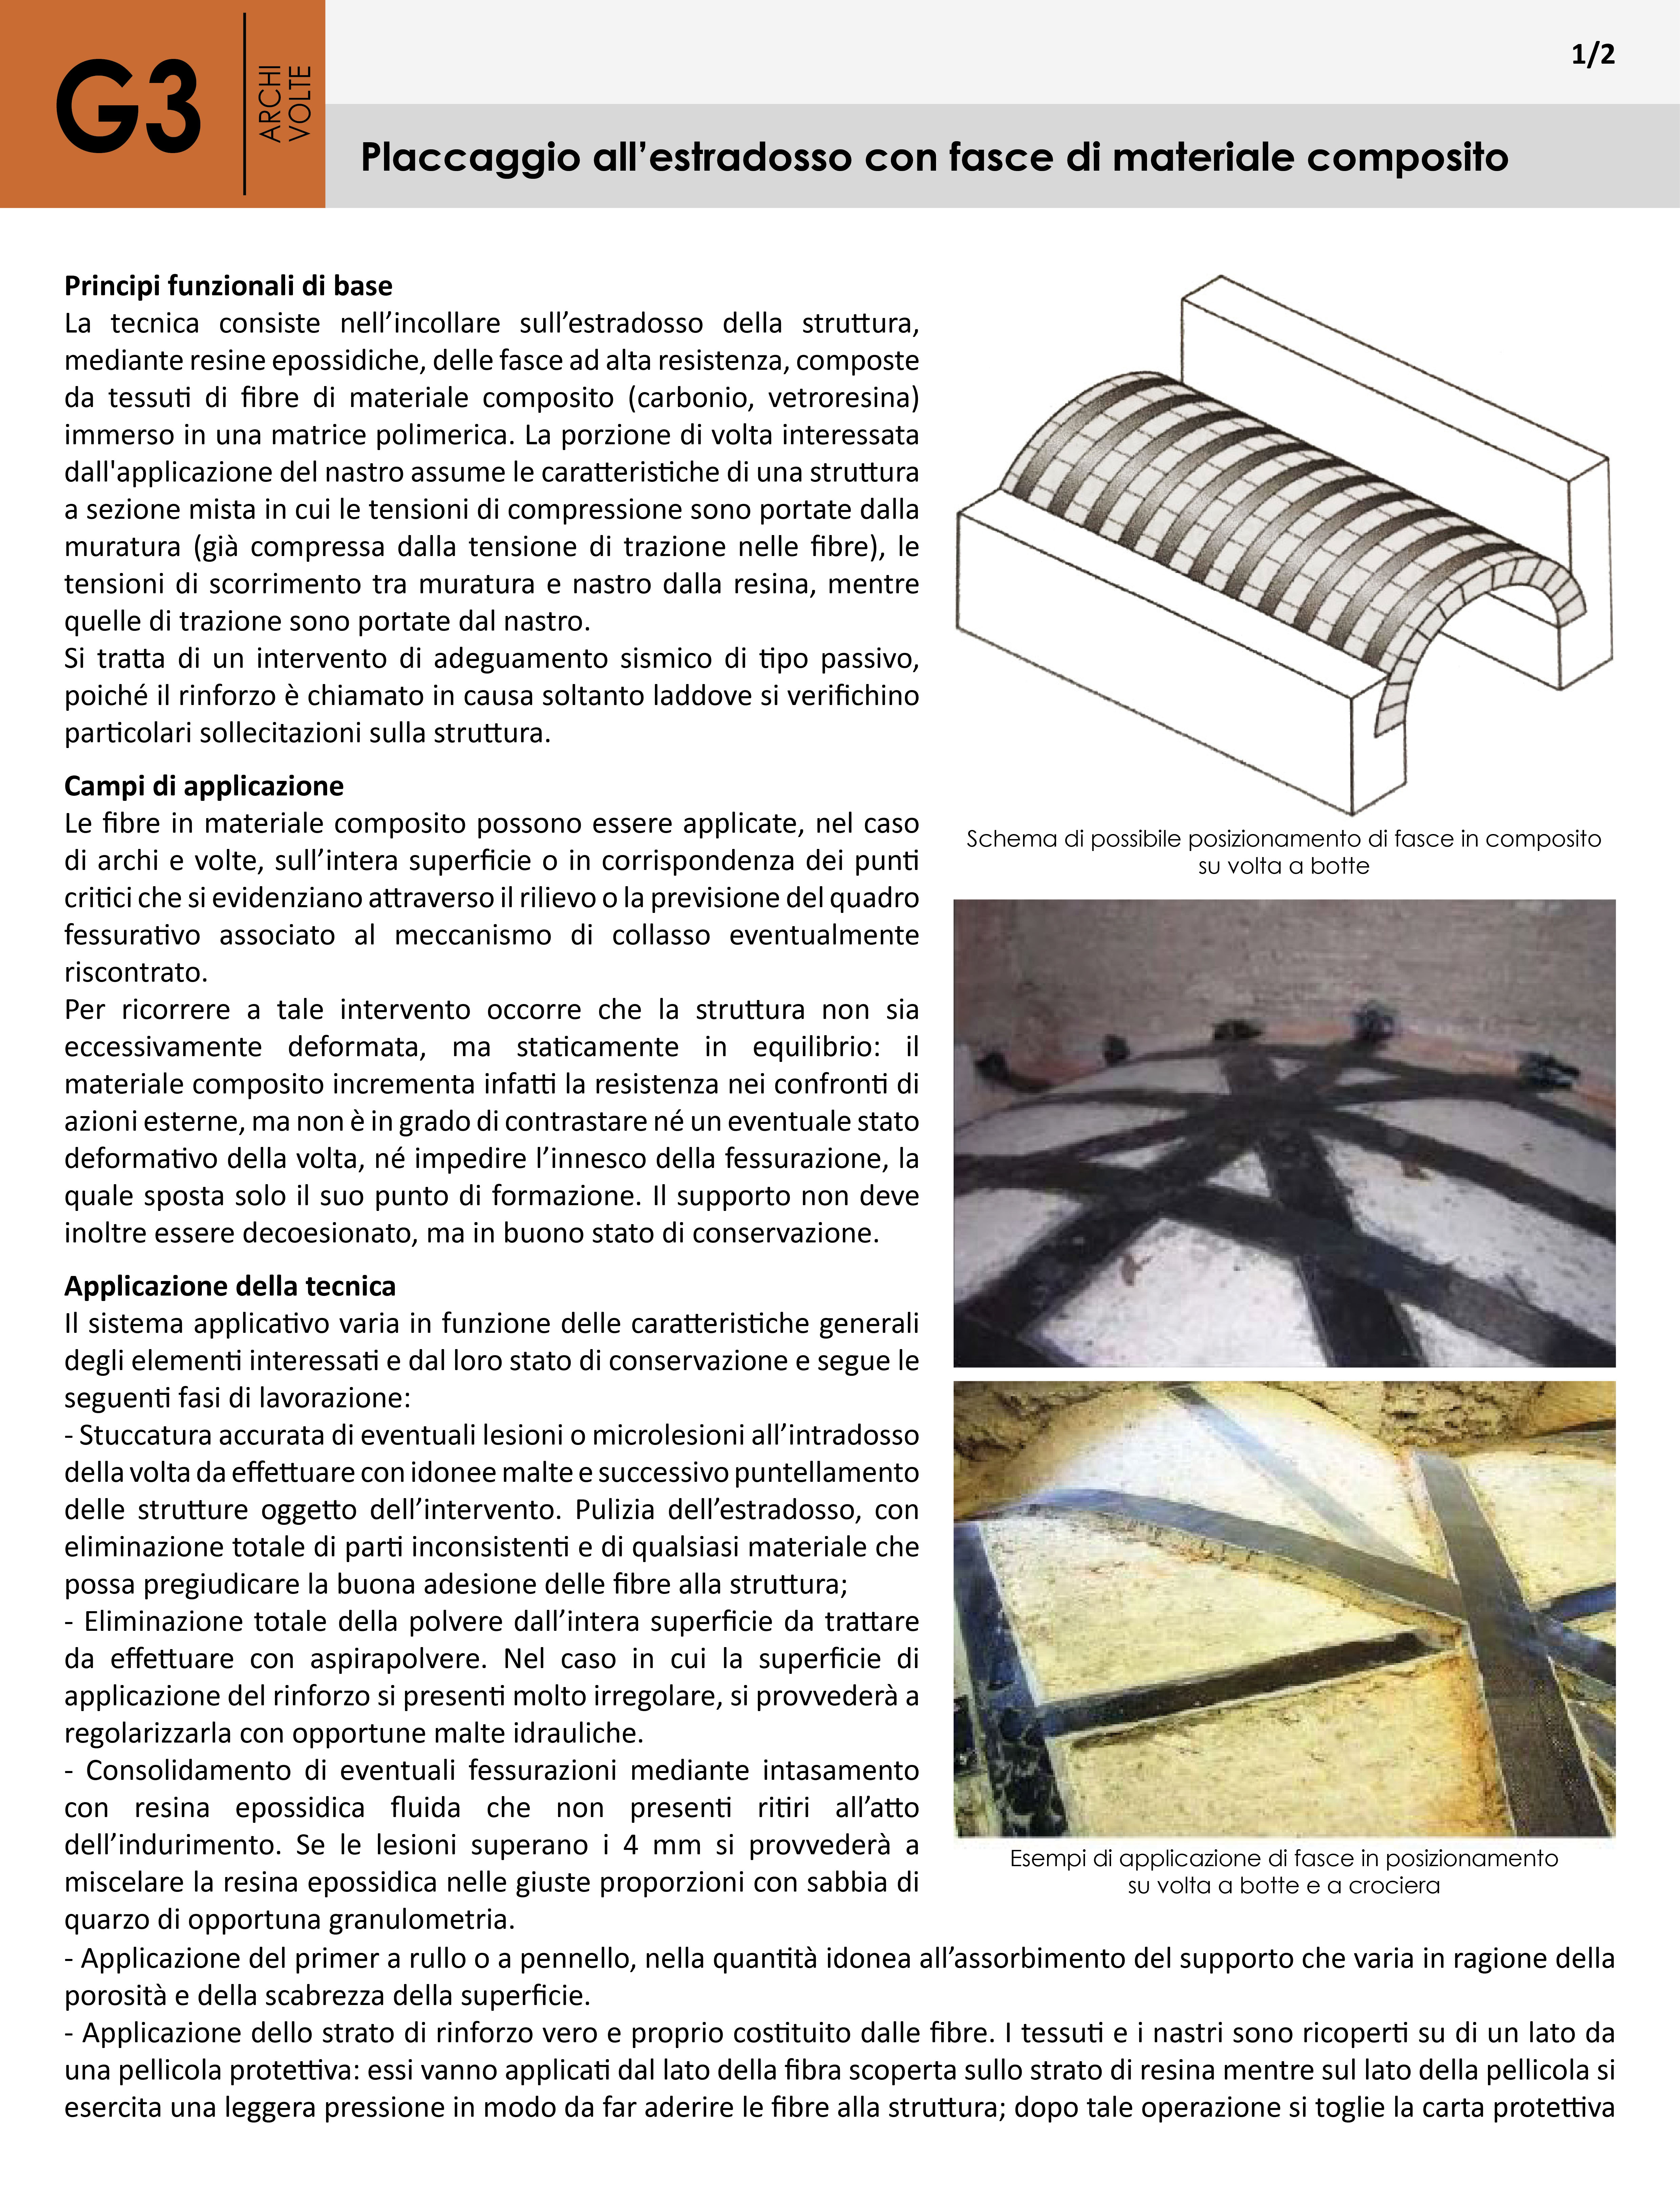 G3
ARCHI
VOLTE
1/2
Placcaggio all’estradosso con fasce di materiale composito
Principi funzionali di base
La tecnica consiste nell’incollare sull’estradosso della struttura,
mediante resine epossidiche, delle fasce ad alta resistenza, composte
da tessuti di fibre di materiale composito (carbonio, vetroresina)
immerso in una matrice polimerica. La porzione di volta interessata
dall'applicazione del nastro assume le caratteristiche di una struttura
a sezione mista in cui le tensioni di compressione sono portate dalla
muratura (già compressa dalla tensione di trazione nelle fibre), le
tensioni di scorrimento tra muratura e nastro dalla resina, mentre
quelle di trazione sono portate dal nastro.
Si tratta di un intervento di adeguamento sismico di tipo passivo,
poiché il rinforzo è chiamato in causa soltanto laddove si verifichino
particolari sollecitazioni sulla struttura.
Campi di applicazione
Le fibre in materiale composito possono essere applicate, nel caso
di archi e volte, sull’intera superficie o in corrispondenza dei punti
critici che si evidenziano attraverso il rilievo o la previsione del quadro
fessurativo associato al meccanismo di collasso eventualmente
riscontrato.
Per ricorrere a tale intervento occorre che la struttura non sia
eccessivamente deformata, ma staticamente in equilibrio: il
materiale composito incrementa infatti la resistenza nei confronti di
azioni esterne, ma non è in grado di contrastare né un eventuale stato
deformativo della volta, né impedire l’innesco della fessurazione, la
quale sposta solo il suo punto di formazione. Il supporto non deve
inoltre essere decoesionato, ma in buono stato di conservazione.
Applicazione della tecnica
Il sistema applicativo varia in funzione delle caratteristiche generali
degli elementi interessati e dal loro stato di conservazione e segue le
seguenti fasi di lavorazione:
- Stuccatura accurata di eventuali lesioni o microlesioni all’intradosso
della volta da effettuare con idonee malte e successivo puntellamento
delle strutture oggetto dell’intervento. Pulizia dell’estradosso, con
eliminazione totale di parti inconsistenti e di qualsiasi materiale che
possa pregiudicare la buona adesione delle fibre alla struttura;
- Eliminazione totale della polvere dall’intera superficie da trattare
da effettuare con aspirapolvere. Nel caso in cui la superficie di
applicazione del rinforzo si presenti molto irregolare, si provvederà a
regolarizzarla con opportune malte idrauliche.
- Consolidamento di eventuali fessurazioni mediante intasamento
con resina epossidica fluida che non presenti ritiri all’atto
dell’indurimento. Se le lesioni superano i 4 mm si provvederà a
miscelare la resina epossidica nelle giuste proporzioni con sabbia di
quarzo di opportuna granulometria.
Schema di possibile posizionamento di fasce in composito
su volta a botte
Esempi di applicazione di fasce in posizionamento
su volta a botte e a crociera
- Applicazione del primer a rullo o a pennello, nella quantità idonea all’assorbimento del supporto che varia in ragione della
porosità e della scabrezza della superficie.
- Applicazione dello strato di rinforzo vero e proprio costituito dalle fibre. I tessuti e i nastri sono ricoperti su di un lato da
una pellicola protettiva: essi vanno applicati dal lato della fibra scoperta sullo strato di resina mentre sul lato della pellicola si
esercita una leggera pressione in modo da far aderire le fibre alla struttura; dopo tale operazione si toglie la carta protettiva